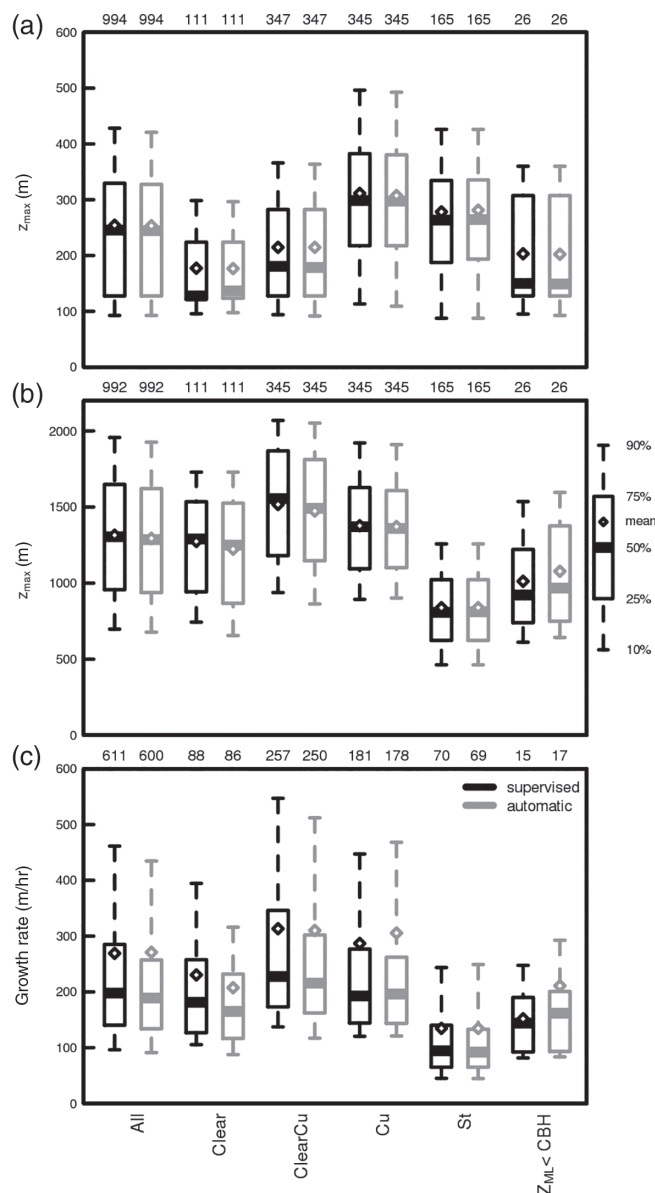 (a)
994 994 111 111 347 347 345 345 165 165 26 26
600
500
400
300
200
100
0
z_max (m)
(b)
992 992 111 111 345 345 345 345 165 165 26 26
2000
1500
1000
500
0
z_max (m)
90%
75%
mean
50%
25%
10%
(c)
611 600 88 86 257 250 181 178 70 69 15 17
600
500
400
300
200
100
0
Growth rate (m/hr)
supervised
automatic
All
Clear
ClearCu
Cu
St
Z_ML < CBH